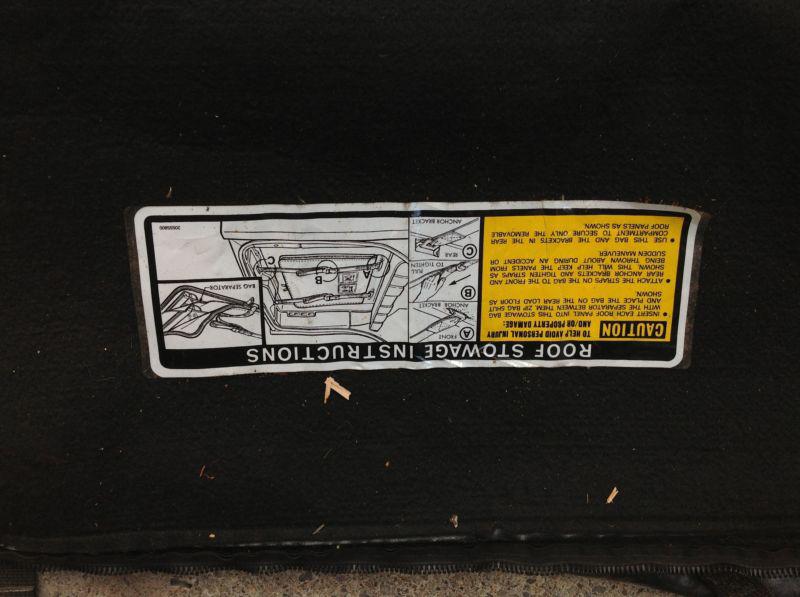 ROOF STOWAGE INSTRUCTIONS
CAUTION
TO HELP AVOID PERSONAL INJURY
AND/OR PROPERTY DAMAGE:
• INSERT EACH ROOF PANEL INTO THIS STOWAGE BAG
WITH THE SEPARATOR BETWEEN THEM. ZIP BAG SHUT
AND PLACE THE BAG ON THE REAR LOAD FLOOR AS
SHOWN.
• ATTACH THE STRAPS ON THE BAG TO THE FRONT AND
REAR ANCHOR BRACKETS AND TIGHTEN STRAPS AS
SHOWN. THIS WILL HELP KEEP THE PANELS FROM
BEING THROWN ABOUT DURING AN ACCIDENT OR
SUDDEN MANEUVER.
• USE THIS BAG AND THE BRACKETS IN THE REAR
COMPARTMENT TO SECURE ONLY THE REMOVABLE
ROOF PANELS AS SHOWN.
A
FRONT
ANCHOR BRACKET
B
PULL
TO TIGHTEN
C
REAR
ANCHOR BRACKET
A
B
C
BAG SEPARATOR